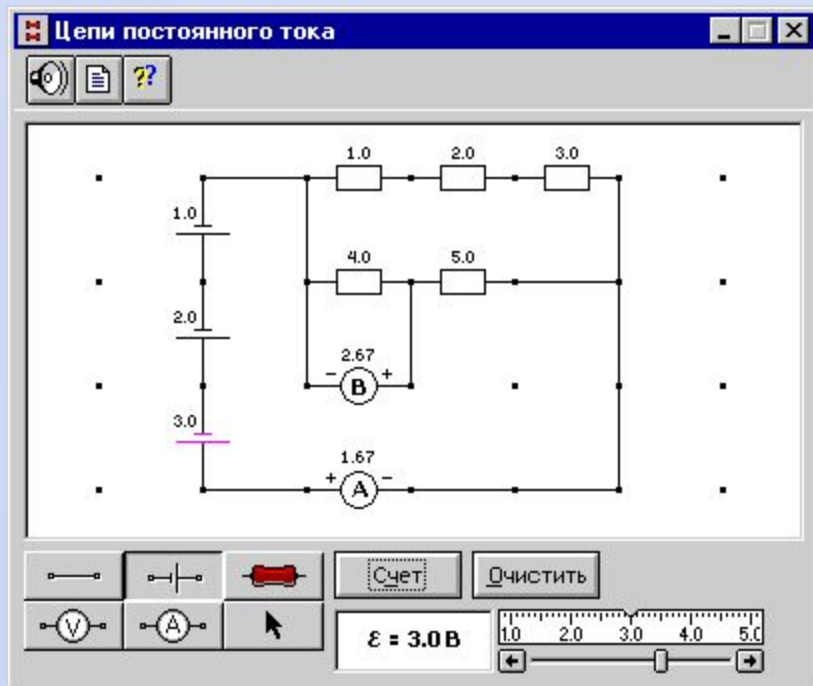 Цепи постоянного тока
??
1.0 2.0 3.0
1.0
4.0 5.0
2.0
2.67
- В +
3.0
1.67
+ А -
Счет Очистить
V A
ε = 3.0 В
1.0 2.0 3.0 4.0 5.0